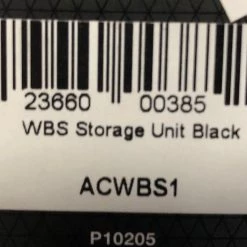 23660 00385
WBS Storage Unit Black
ACWBS1
P10205